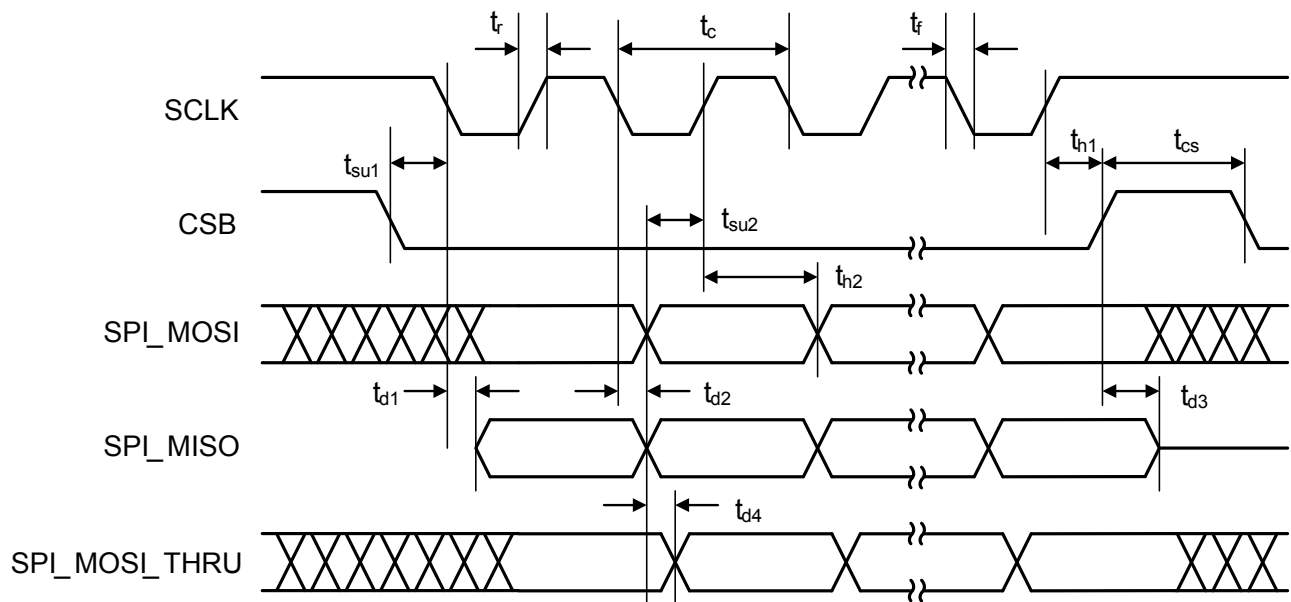 tr
tc
tf
SCLK
tsu1
th1
tcs
CSB
tsu2
th2
SPI_MOSI
td1
td2
td3
SPI_MISO
td4
SPI_MOSI_THRU